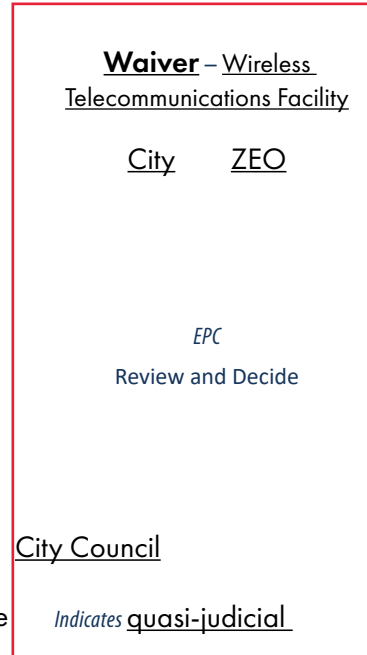 Waiver – Wireless
Telecommunications Facility
City ZEO
EPC
Review and Decide
City Council
e Indicates quasi-judicial